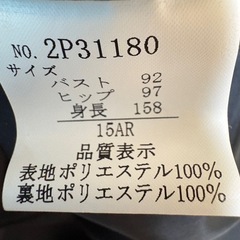 NO. 2P31180
サイズ
バスト 92
ヒップ 97
身長 158
15AR
品質表示
表地ポリエステル100%
裏地ポリエステル100%